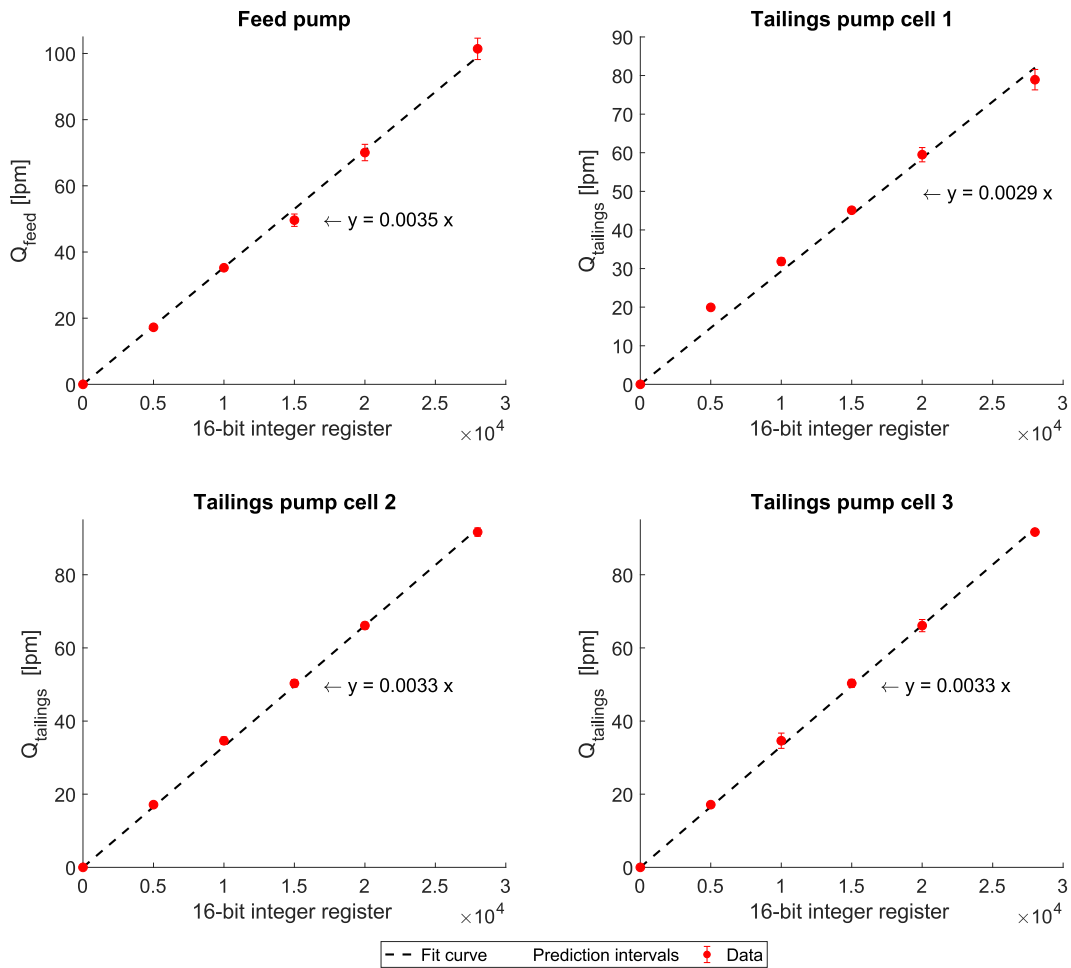 Feed pump
100
80
60
40
20
0
Q_feed [lpm]
← y = 0.0035 x
0 0.5 1 1.5 2 2.5 3
16-bit integer register
×10^4
Tailings pump cell 1
90
80
70
60
50
40
30
20
10
0
Q_tailings [lpm]
← y = 0.0029 x
0 0.5 1 1.5 2 2.5 3
16-bit integer register
×10^4
Tailings pump cell 2
80
60
40
20
0
Q_tailings [lpm]
← y = 0.0033 x
0 0.5 1 1.5 2 2.5 3
16-bit integer register
×10^4
Tailings pump cell 3
80
60
40
20
0
Q_tailings [lpm]
← y = 0.0033 x
0 0.5 1 1.5 2 2.5 3
16-bit integer register
×10^4
Fit curve Prediction intervals Data